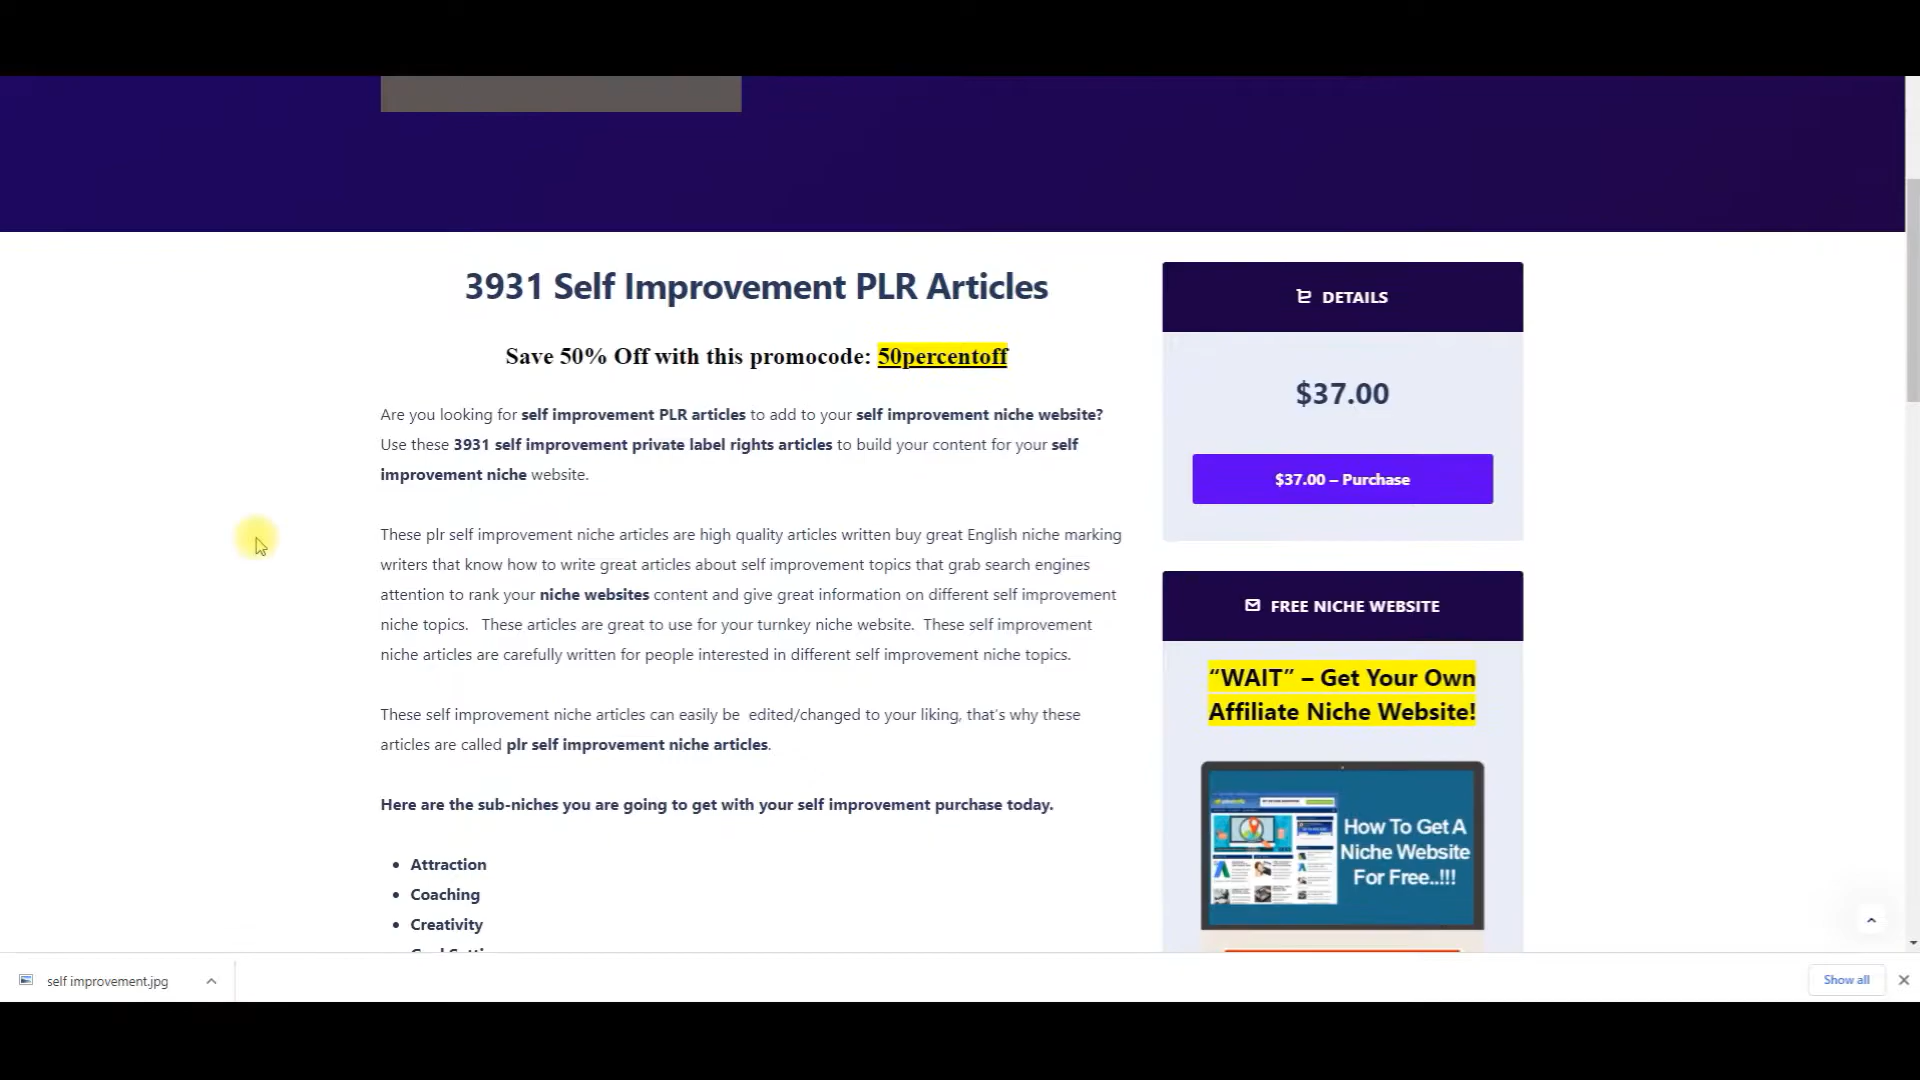 3931 Self Improvement PLR Articles
Save 50% Off with this promocode: 50percentoff
Are you looking for self improvement PLR articles to add to your self improvement niche website?
Use these 3931 self improvement private label rights articles to build your content for your self
improvement niche website.
These plr self improvement niche articles are high quality articles written buy great English niche marking
writers that know how to write great articles about self improvement topics that grab search engines
attention to rank your niche websites content and give great information on different self improvement
niche topics.   These articles are great to use for your turnkey niche website.  These self improvement
niche articles are carefully written for people interested in different self improvement niche topics.
These self improvement niche articles can easily be  edited/changed to your liking, that's why these
articles are called plr self improvement niche articles.
Here are the sub-niches you are going to get with your self improvement purchase today.
• Attraction
• Coaching
• Creativity
DETAILS
$37.00
$37.00 – Purchase
FREE NICHE WEBSITE
“WAIT” – Get Your Own
Affiliate Niche Website!
How To Get A
Niche Website
For Free..!!!
self improvement.jpg
Show all